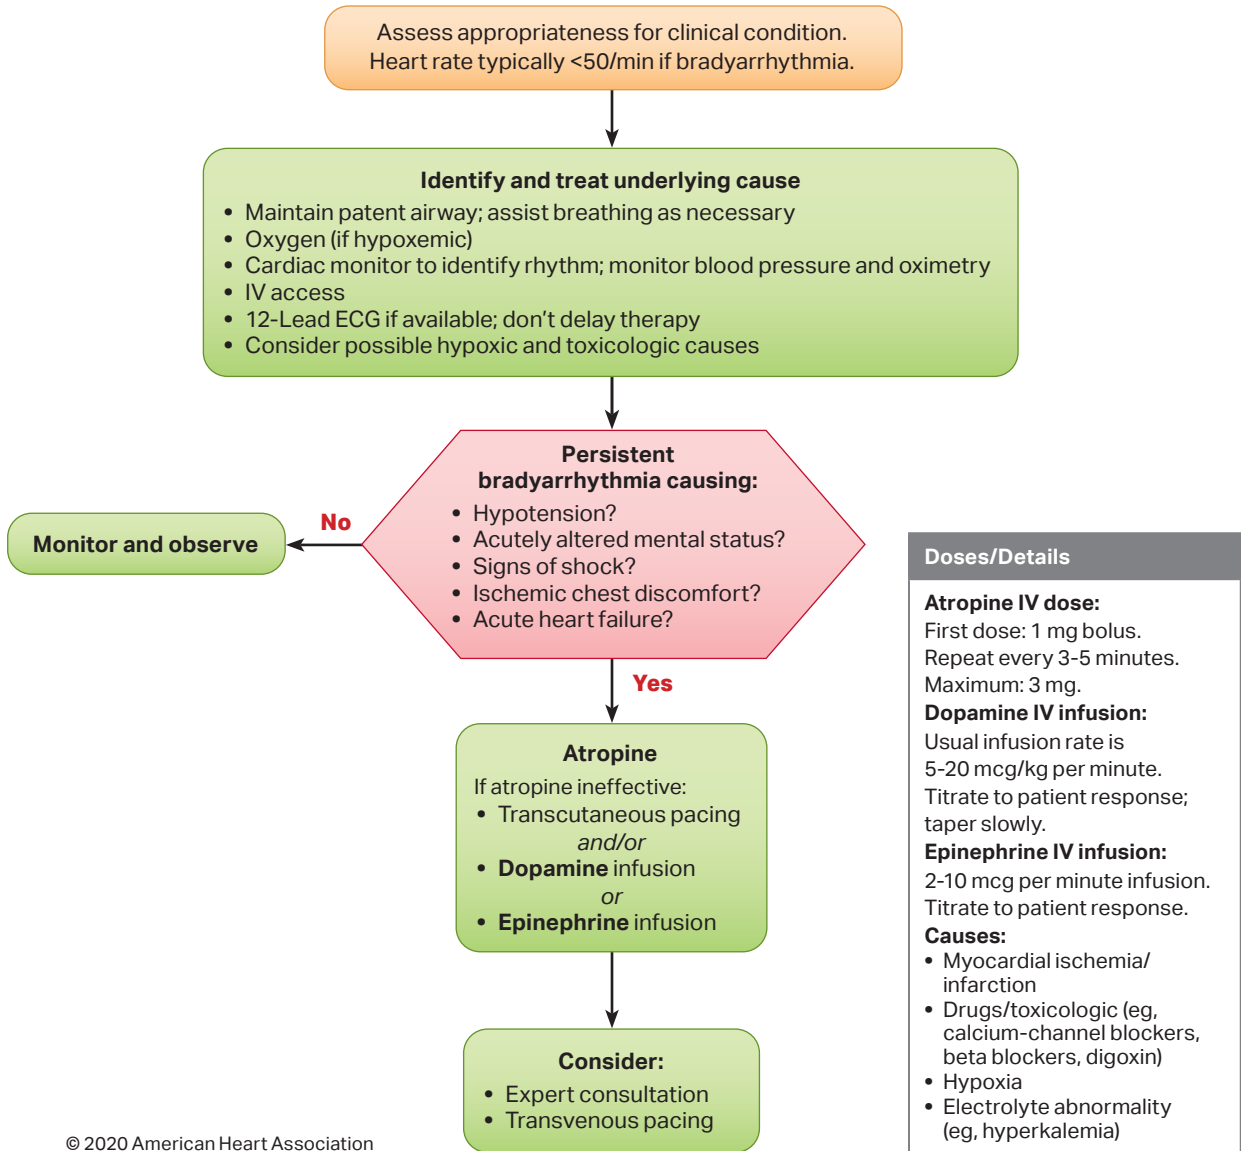 Assess appropriateness for clinical condition.
Heart rate typically <50/min if bradyarrhythmia.
Identify and treat underlying cause
• Maintain patent airway; assist breathing as necessary
• Oxygen (if hypoxemic)
• Cardiac monitor to identify rhythm; monitor blood pressure and oximetry
• IV access
• 12-Lead ECG if available; don't delay therapy
• Consider possible hypoxic and toxicologic causes
Persistent
bradyarrhythmia causing:
• Hypotension?
• Acutely altered mental status?
• Signs of shock?
• Ischemic chest discomfort?
• Acute heart failure?
No
Monitor and observe
Yes
Atropine
If atropine ineffective:
• Transcutaneous pacing
and/or
• Dopamine infusion
or
• Epinephrine infusion
Consider:
• Expert consultation
• Transvenous pacing
Doses/Details
Atropine IV dose:
First dose: 1 mg bolus.
Repeat every 3-5 minutes.
Maximum: 3 mg.
Dopamine IV infusion:
Usual infusion rate is
5-20 mcg/kg per minute.
Titrate to patient response;
taper slowly.
Epinephrine IV infusion:
2-10 mcg per minute infusion.
Titrate to patient response.
Causes:
• Myocardial ischemia/
infarction
• Drugs/toxicologic (eg,
calcium-channel blockers,
beta blockers, digoxin)
• Hypoxia
• Electrolyte abnormality
(eg, hyperkalemia)
© 2020 American Heart Association